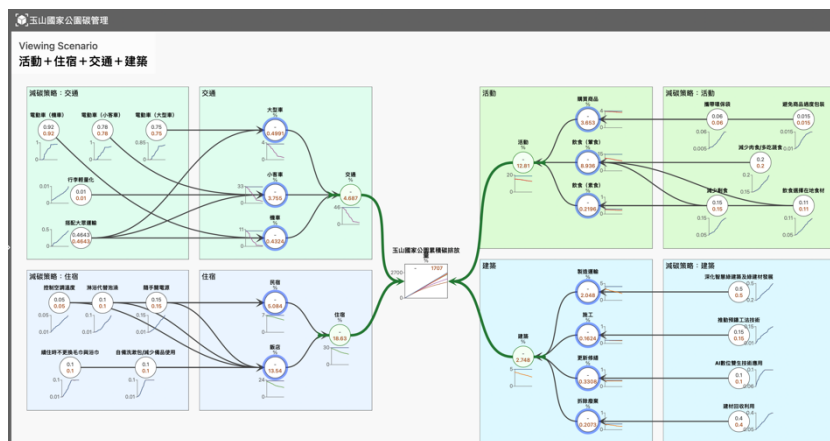 玉山國家公園碳管理
Viewing Scenario
活動＋住宿＋交通＋建築
減碳策略：交通
電動車（機車）
電動車（小客車）
電動車（大型車）
0.92
0.92
0.78
0.78
0.75
0.75
行李輕量化
0.01
0.01
搭配大眾運輸
0.4643
0.4643
交通
大型車
%
-
0.4991
小客車
%
-
3.755
機車
%
-
0.4324
交通
%
-
4.687
減碳策略：住宿
控制空調溫度
淋浴代替泡澡
隨手關電源
0.05
0.05
0.1
0.1
0.15
0.15
續住時不更換毛巾與浴巾
自備洗漱包/減少備品使用
0.1
0.1
0.1
0.1
住宿
民宿
%
-
5.084
飯店
%
-
13.54
住宿
%
-
18.63
玉山國家公園累積碳排放量
%
3700
0
-
1707
活動
購買商品
%
-
3.653
飲食（葷食）
%
-
8.936
飲食（素食）
%
-
0.2196
活動
%
-
12.81
減碳策略：活動
攜帶環保袋
0.06
0.06
避免商品過度包裝
0.015
0.015
減少肉食/多吃蔬食
0.2
0.2
減少剩食
0.15
0.15
飲食選擇在地食材
0.11
0.11
建築
製造運輸
%
-
2.048
施工
%
-
0.1624
更新修繕
%
-
0.3308
拆除廢棄
%
-
0.2073
建築
%
-
2.748
減碳策略：建築
深化智慧綠建築及綠建材發展
0.5
0.5
推動預鑄工法技術
0.15
0.15
AI數位雙生技術應用
0.1
0.1
建材回收利用
0.4
0.4